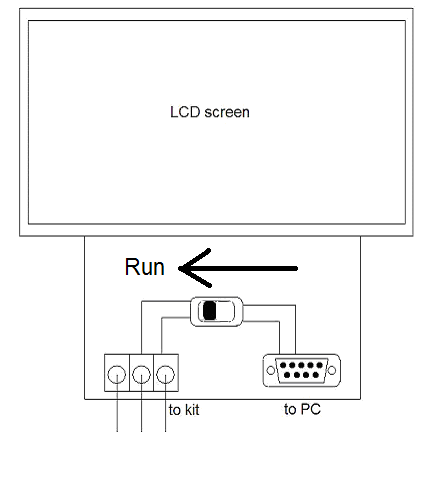 LCD screen
Run
to kit
to PC